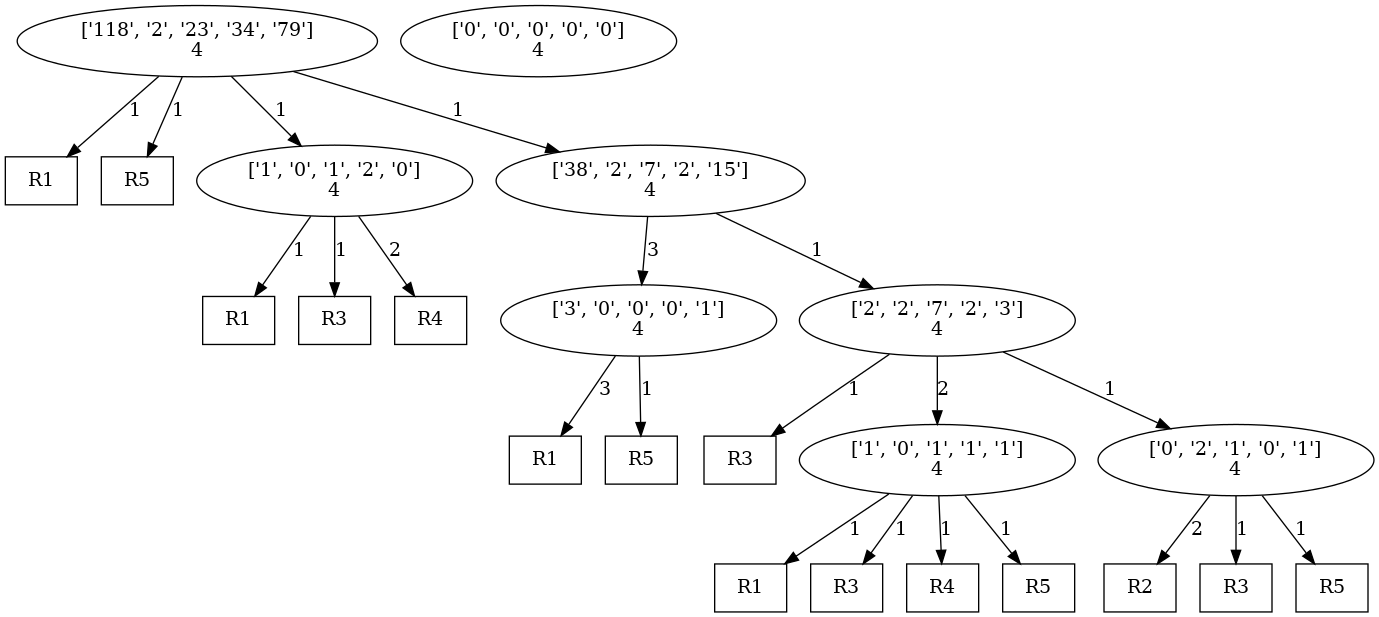 ['118', '2', '23', '34', '79']
4
['0', '0', '0', '0', '0']
4
1
1
1
1
R1
R5
['1', '0', '1', '2', '0']
4
['38', '2', '7', '2', '15']
4
1
1
2
3
1
R1
R3
R4
['3', '0', '0', '0', '1']
4
['2', '2', '7', '2', '3']
4
3
1
1
2
1
R1
R5
R3
['1', '0', '1', '1', '1']
4
['0', '2', '1', '0', '1']
4
1
1
1
1
2
1
1
R1
R3
R4
R5
R2
R3
R5